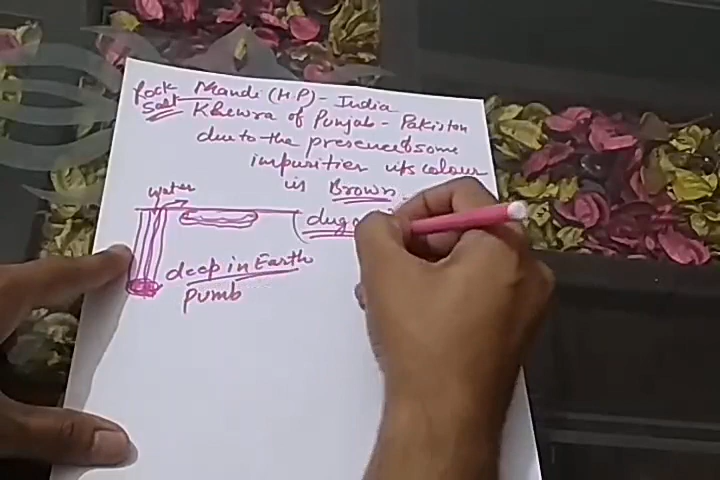 Rock Salt Mandi (H.P) - India
Khewra of Punjab - Pakistan
due to the presence of some
impurities its colour
is Brown
water
dug
deep in Earth
pumb